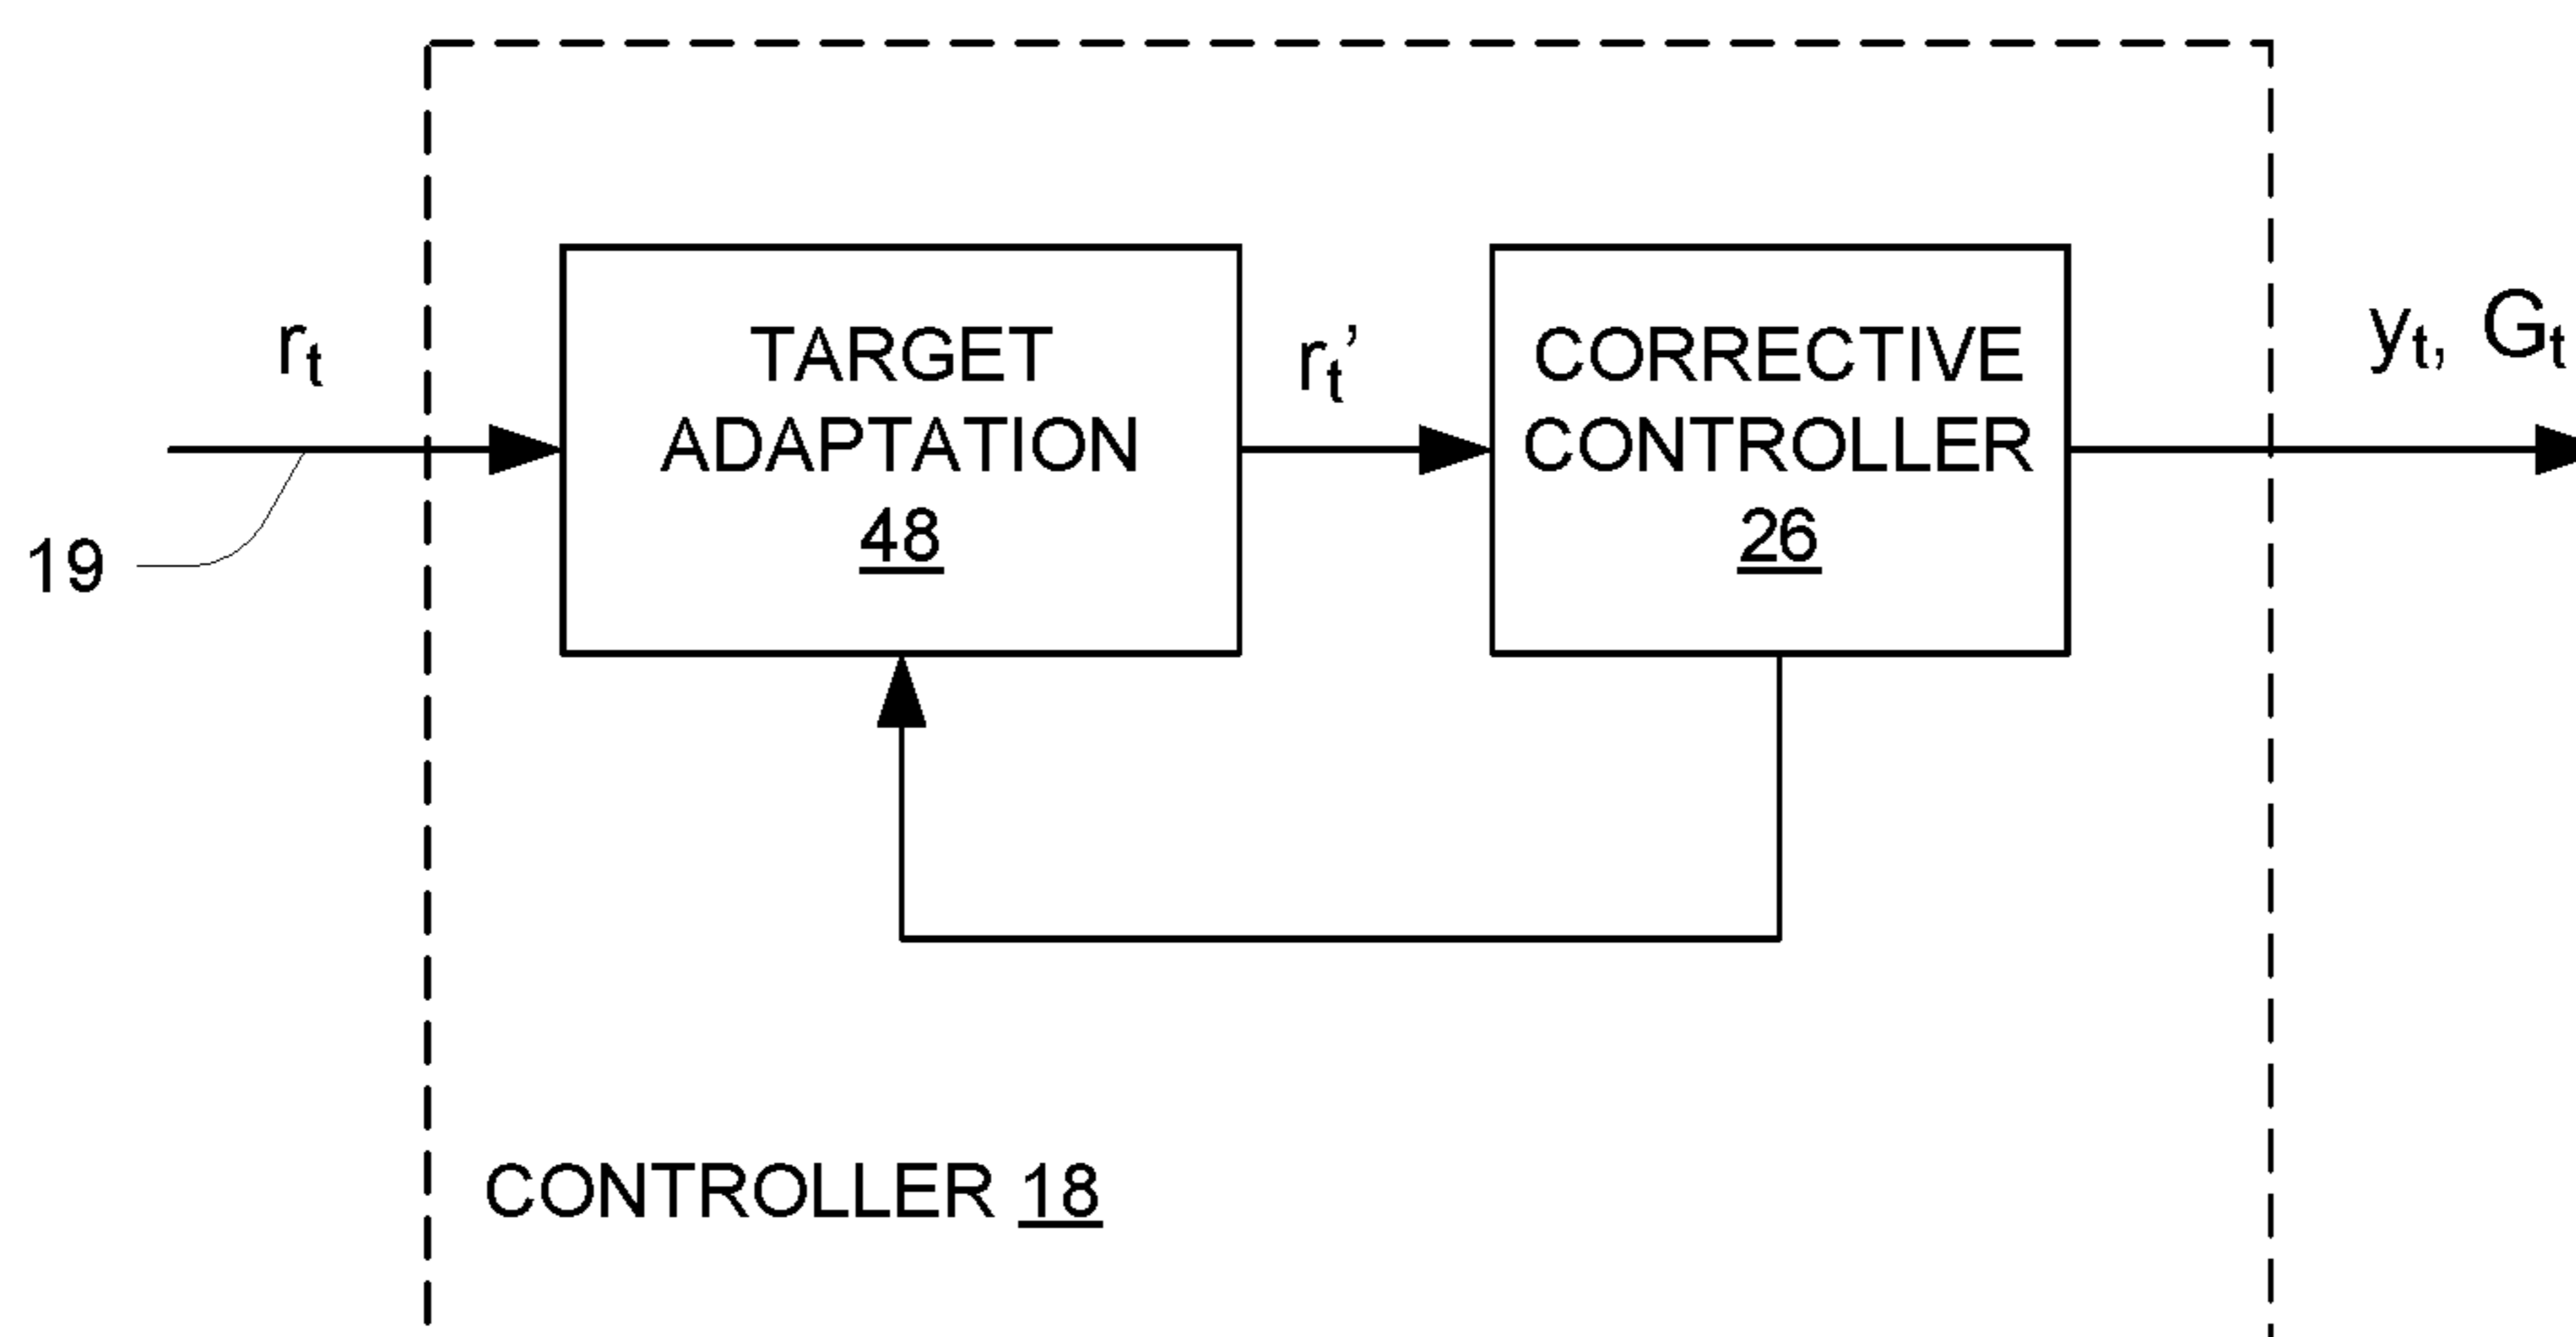 r_t
TARGET
ADAPTATION
48
r_t’
CORRECTIVE
CONTROLLER
26
y_t, G_t
19
CONTROLLER 18